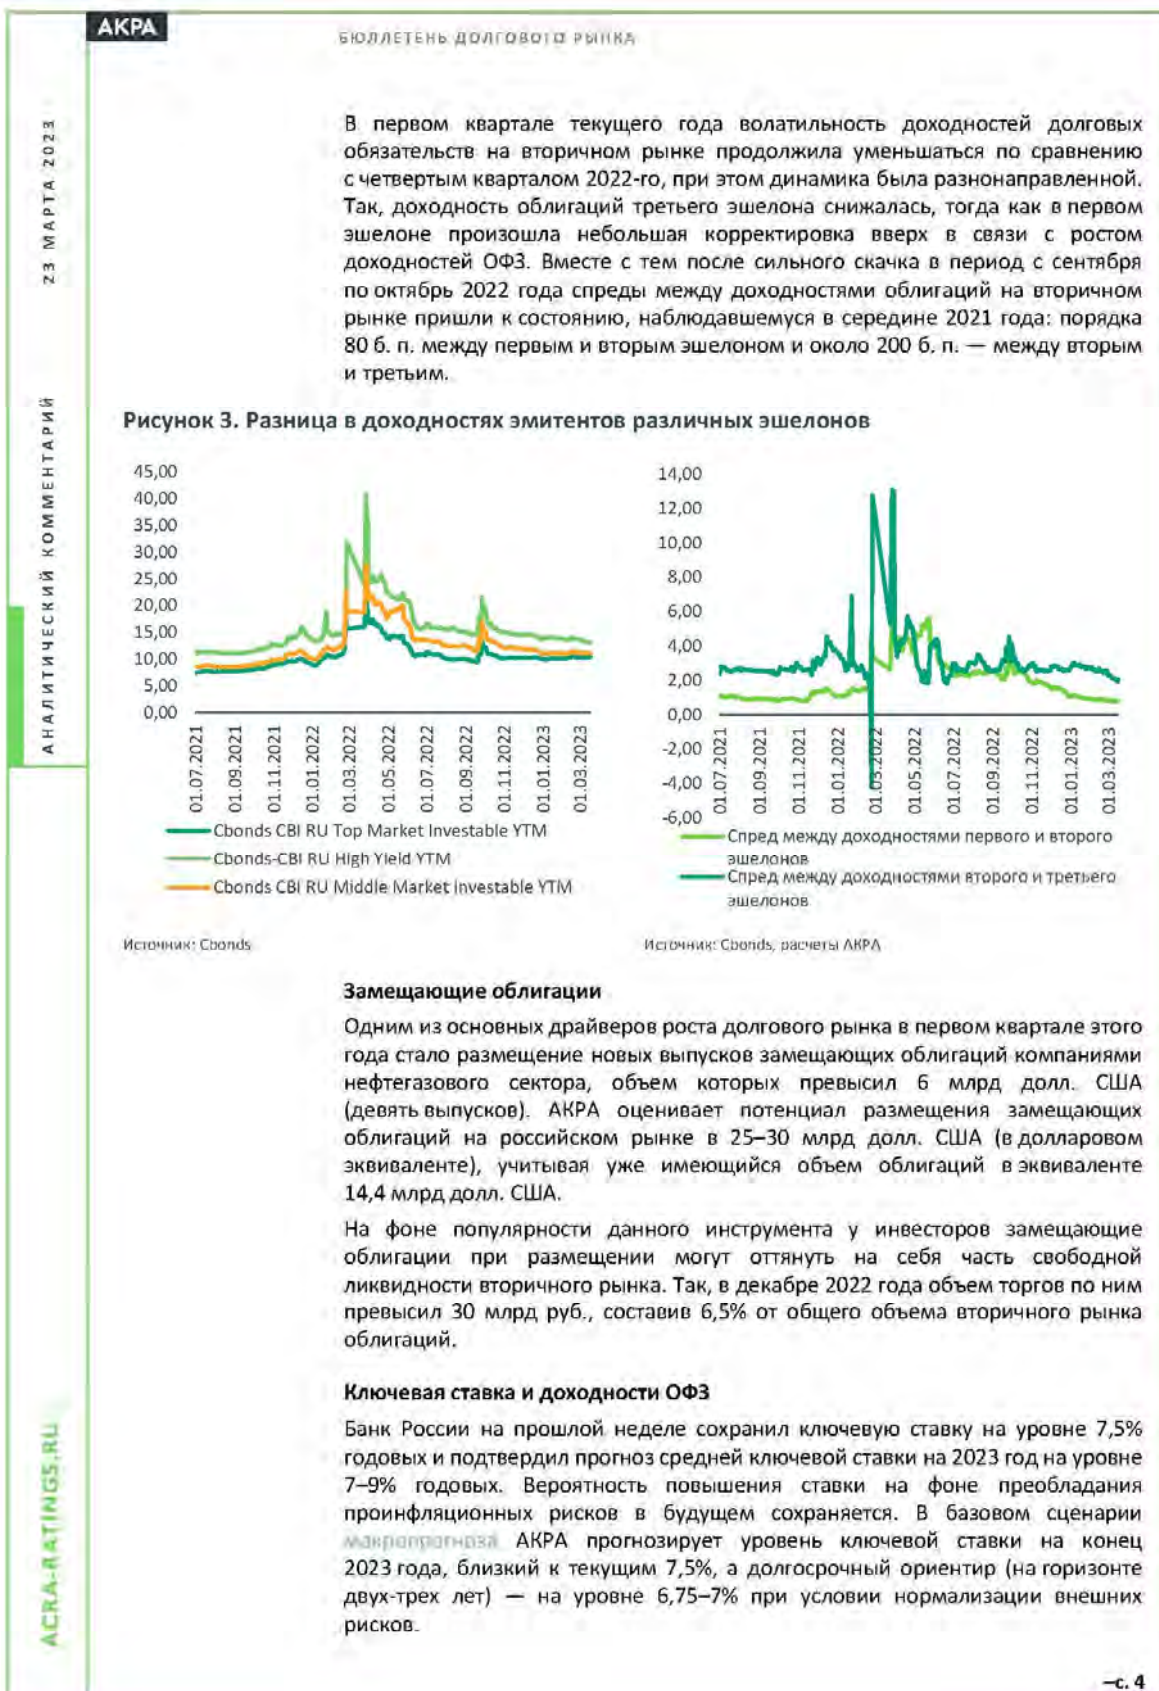 АКРА
БЮЛЛЕТЕНЬ ДОЛГОВОГО РЫНКА
23 МАРТА 2023
АНАЛИТИЧЕСКИЙ КОММЕНТАРИЙ
ACRA-RATINGS.RU
В первом квартале текущего года волатильность доходностей долговых
обязательств на вторичном рынке продолжила уменьшаться по сравнению
с четвертым кварталом 2022-го, при этом динамика была разнонаправленной.
Так, доходность облигаций третьего эшелона снижалась, тогда как в первом
эшелоне произошла небольшая корректировка вверх в связи с ростом
доходностей ОФЗ. Вместе с тем после сильного скачка в период с сентября
по октябрь 2022 года спреды между доходностями облигаций на вторичном
рынке пришли к состоянию, наблюдавшемуся в середине 2021 года: порядка
80 б. п. между первым и вторым эшелоном и около 200 б. п. — между вторым
и третьим.
Рисунок 3. Разница в доходностях эмитентов различных эшелонов
45,00
40,00
35,00
30,00
25,00
20,00
15,00
10,00
5,00
0,00
01.07.2021
01.09.2021
01.11.2021
01.01.2022
01.03.2022
01.05.2022
01.07.2022
01.09.2022
01.11.2022
01.01.2023
01.03.2023
Cbonds CBI RU Top Market Investable YTM
Cbonds-CBI RU High Yield YTM
Cbonds CBI RU Middle Market Investable YTM
Источник: Cbonds
14,00
12,00
10,00
8,00
6,00
4,00
2,00
0,00
-2,00
-4,00
-6,00
01.07.2021
01.09.2021
01.11.2021
01.01.2022
01.03.2022
01.05.2022
01.07.2022
01.09.2022
01.11.2022
01.01.2023
01.03.2023
Спред между доходностями первого и второго
эшелонов
Спред между доходностями второго и третьего
эшелонов
Источник: Cbonds, расчеты АКРА
Замещающие облигации
Одним из основных драйверов роста долгового рынка в первом квартале этого
года стало размещение новых выпусков замещающих облигаций компаниями
нефтегазового сектора, объем которых превысил 6 млрд долл. США
(девять выпусков). АКРА оценивает потенциал размещения замещающих
облигаций на российском рынке в 25–30 млрд долл. США (в долларовом
эквиваленте), учитывая уже имеющийся объем облигаций в эквиваленте
14,4 млрд долл. США.
На фоне популярности данного инструмента у инвесторов замещающие
облигации при размещении могут оттянуть на себя часть свободной
ликвидности вторичного рынка. Так, в декабре 2022 года объем торгов по ним
превысил 30 млрд руб., составив 6,5% от общего объема вторичного рынка
облигаций.
Ключевая ставка и доходности ОФЗ
Банк России на прошлой неделе сохранил ключевую ставку на уровне 7,5%
годовых и подтвердил прогноз средней ключевой ставки на 2023 год на уровне
7–9% годовых. Вероятность повышения ставки на фоне преобладания
проинфляционных рисков в будущем сохраняется. В базовом сценарии
макропрогноза АКРА прогнозирует уровень ключевой ставки на конец
2023 года, близкий к текущим 7,5%, а долгосрочный ориентир (на горизонте
двух-трех лет) — на уровне 6,75–7% при условии нормализации внешних
рисков.
–с. 4